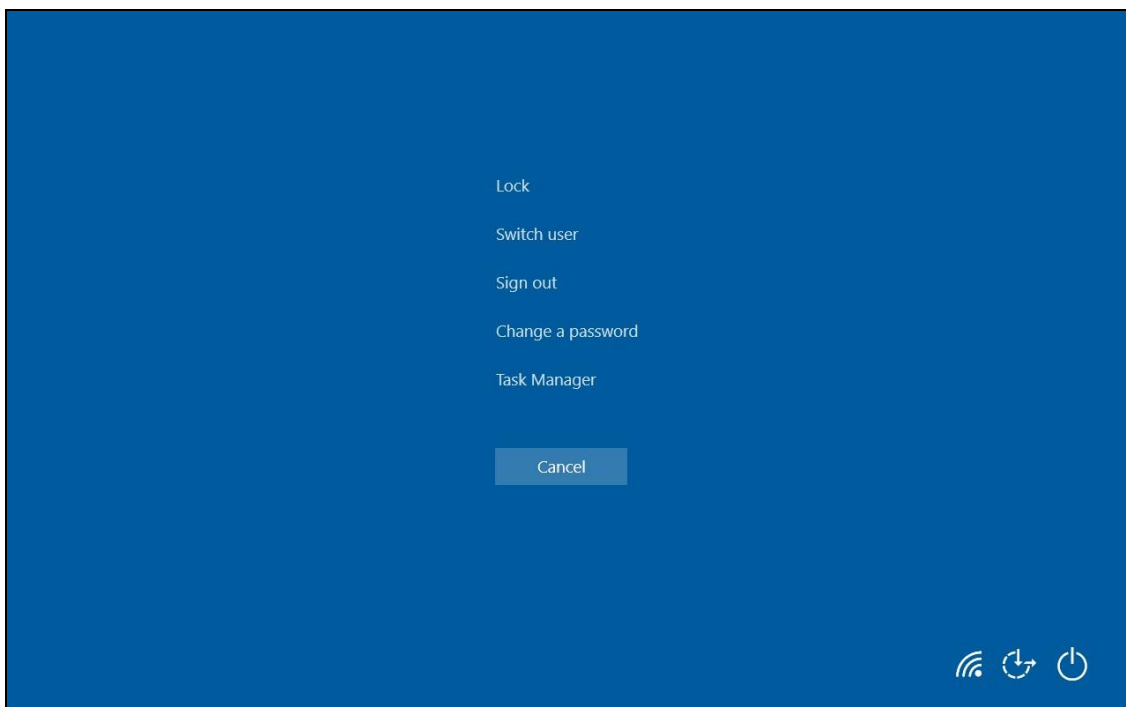 Lock
Switch user
Sign out
Change a password
Task Manager
Cancel